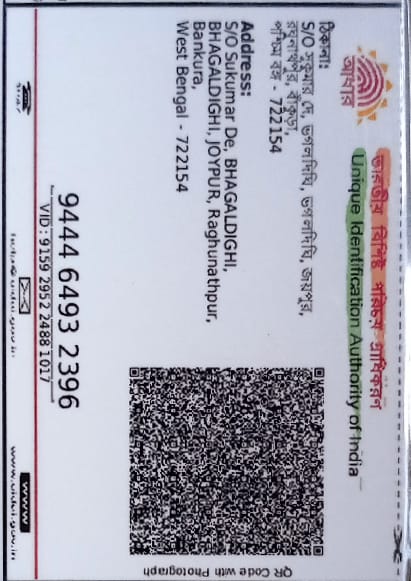 ভারতীয় বিশিষ্ট পরিচয় প্রাধিকরণ
Unique Identification Authority of India
আধার
ঠিকানা:
S/O সুকুমার দে, ভগলদিঘি, ভগলদিঘি, জয়পুর,
রঘুনাথপুর, বাঁকুড়া,
পশ্চিম বঙ্গ - 722154
Address:
S/O Sukumar De, BHAGALDIGHI,
BHAGALDIGHI, JOYPUR, Raghunathpur,
Bankura,
West Bengal - 722154
QR Code with Photograph
9444 6493 2396
VID : 9159 2952 2488 1017
1947
help@uidai.gov.in
www
www.uidai.gov.in